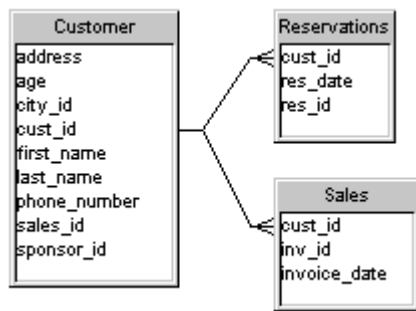 Customer
address
age
city_id
cust_id
first_name
last_name
phone_number
sales_id
sponsor_id
Reservations
cust_id
res_date
res_id
Sales
cust_id
inv_id
invoice_date